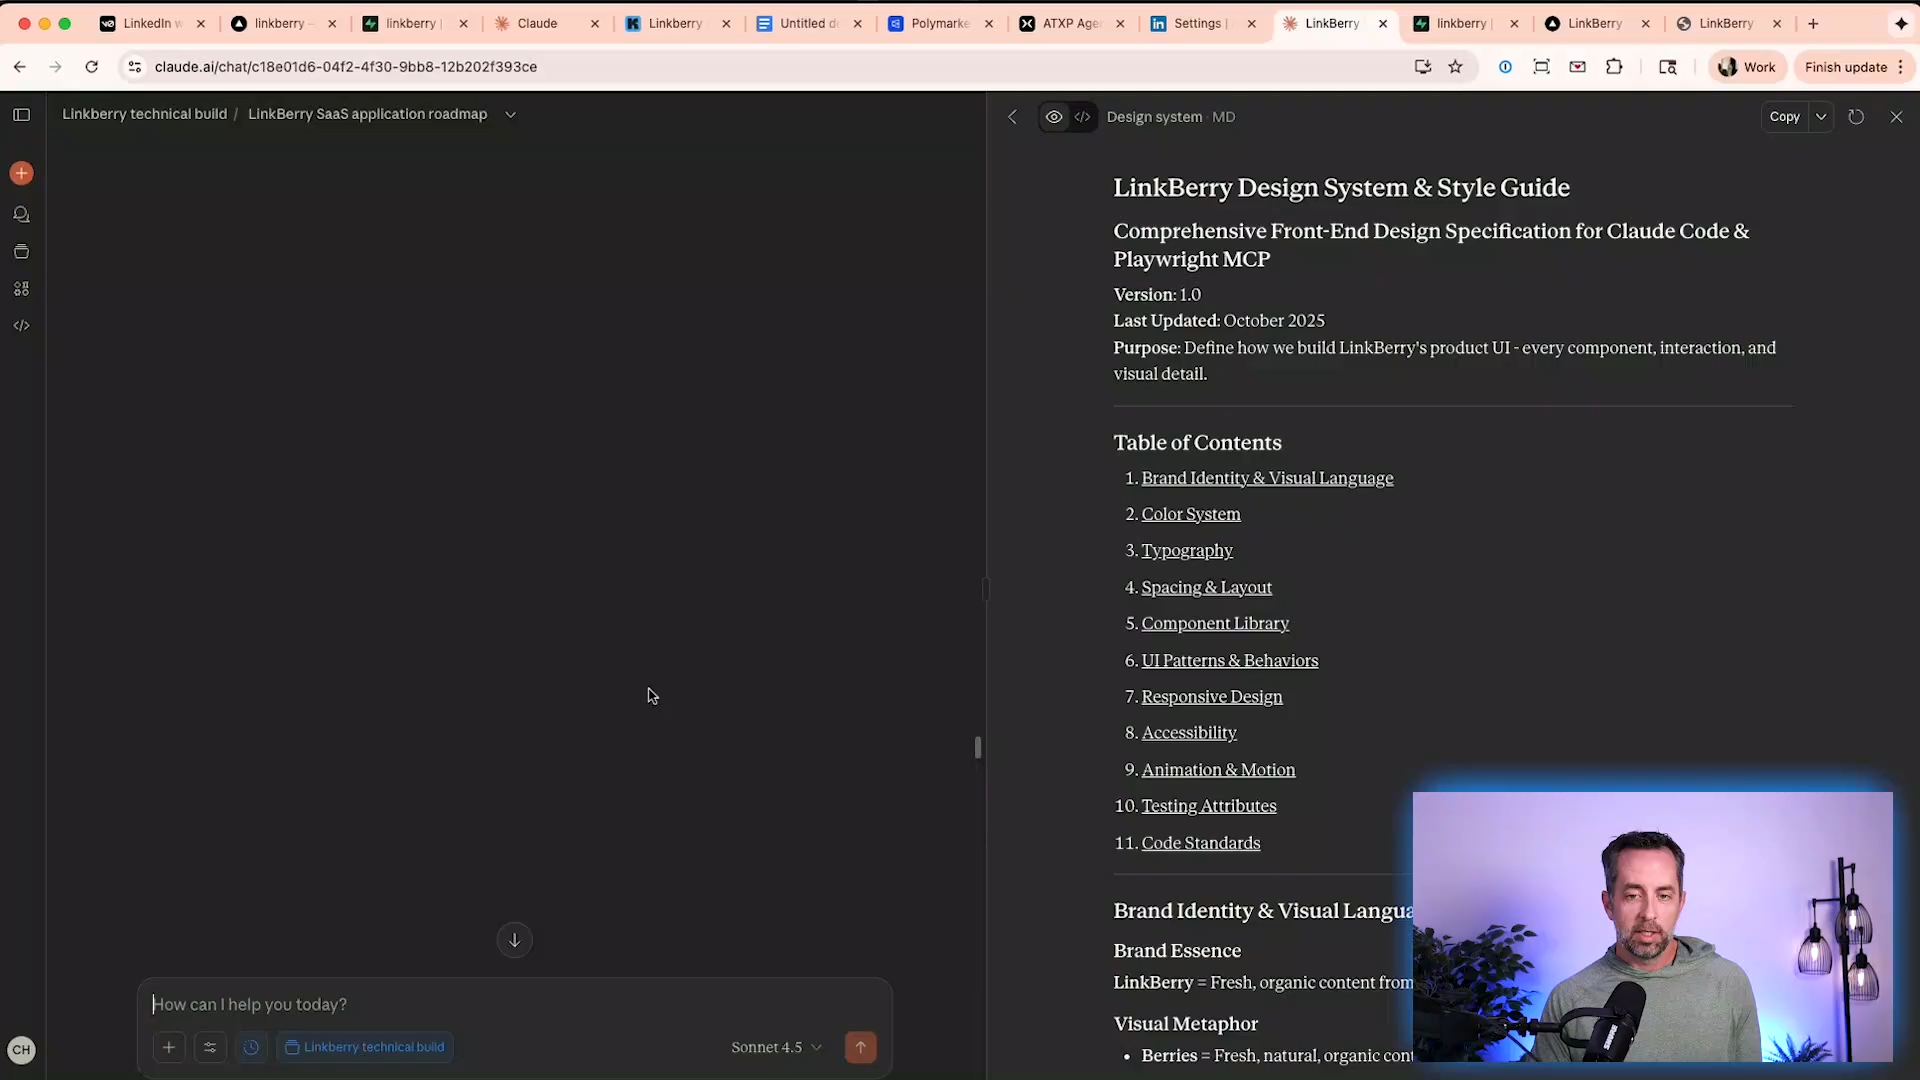 LinkedIn w
linkberry –
linkberry |
Claude
Linkberry
Untitled d
Polymarke
ATXP Age
Settings |
LinkBerry
linkberry |
LinkBerry
LinkBerry
claude.ai/chat/c18e01d6-04f2-4f30-9bb8-12b202f393ce
Work
Finish update
Linkberry technical build / LinkBerry SaaS application roadmap
Design system · MD
Copy
LinkBerry Design System & Style Guide
Comprehensive Front-End Design Specification for Claude Code &
Playwright MCP
Version: 1.0
Last Updated: October 2025
Purpose: Define how we build LinkBerry's product UI - every component, interaction, and
visual detail.
Table of Contents
1. Brand Identity & Visual Language
2. Color System
3. Typography
4. Spacing & Layout
5. Component Library
6. UI Patterns & Behaviors
7. Responsive Design
8. Accessibility
9. Animation & Motion
10. Testing Attributes
11. Code Standards
Brand Identity & Visual Langua
Brand Essence
LinkBerry = Fresh, organic content from
Visual Metaphor
• Berries = Fresh, natural, organic cont
How can I help you today?
Linkberry technical build
Sonnet 4.5
CH